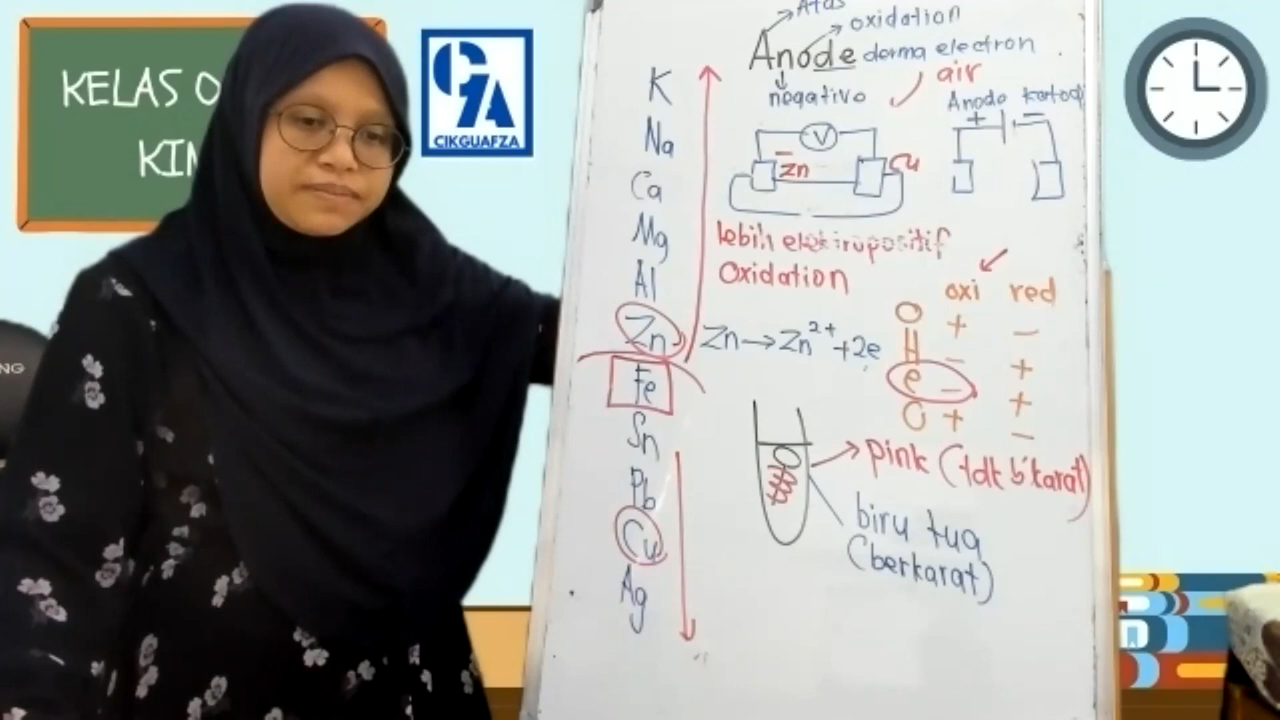 KELAS O
KIM
CIKGUAFZA
NG
K
Na
Ca
Mg
Al
Zn
Fe
Sn
Pb
Cu
Ag
Atas
oxidation
Anode derma electron
negative
air
Anode katod
+ -
V
-
Zn
Cu
lebih elektropositif
Oxidation
Zn → Zn²⁺ + 2e
oxi red
O + -
H - +
e - +
O + -
pink (tdk b'karat)
biru tua
(berkarat)